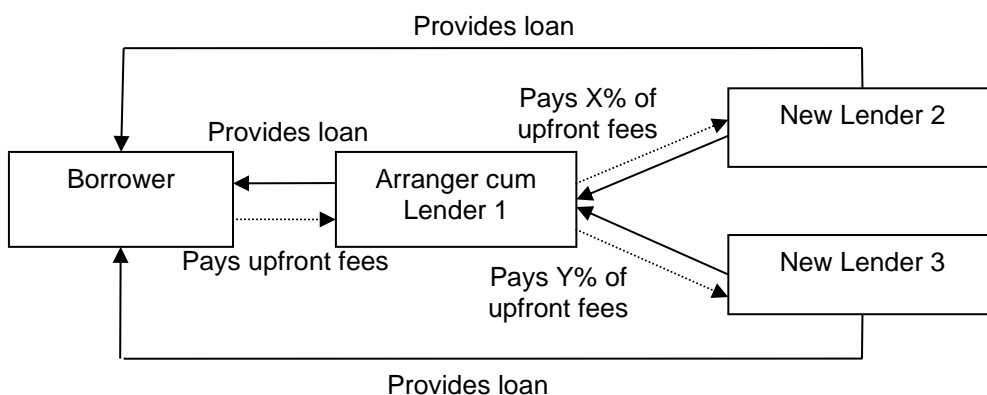 Provides loan
Pays X% of
upfront fees
New Lender 2
Provides loan
Borrower
Arranger cum
Lender 1
Pays upfront fees
New Lender 3
Pays Y% of
upfront fees
Provides loan